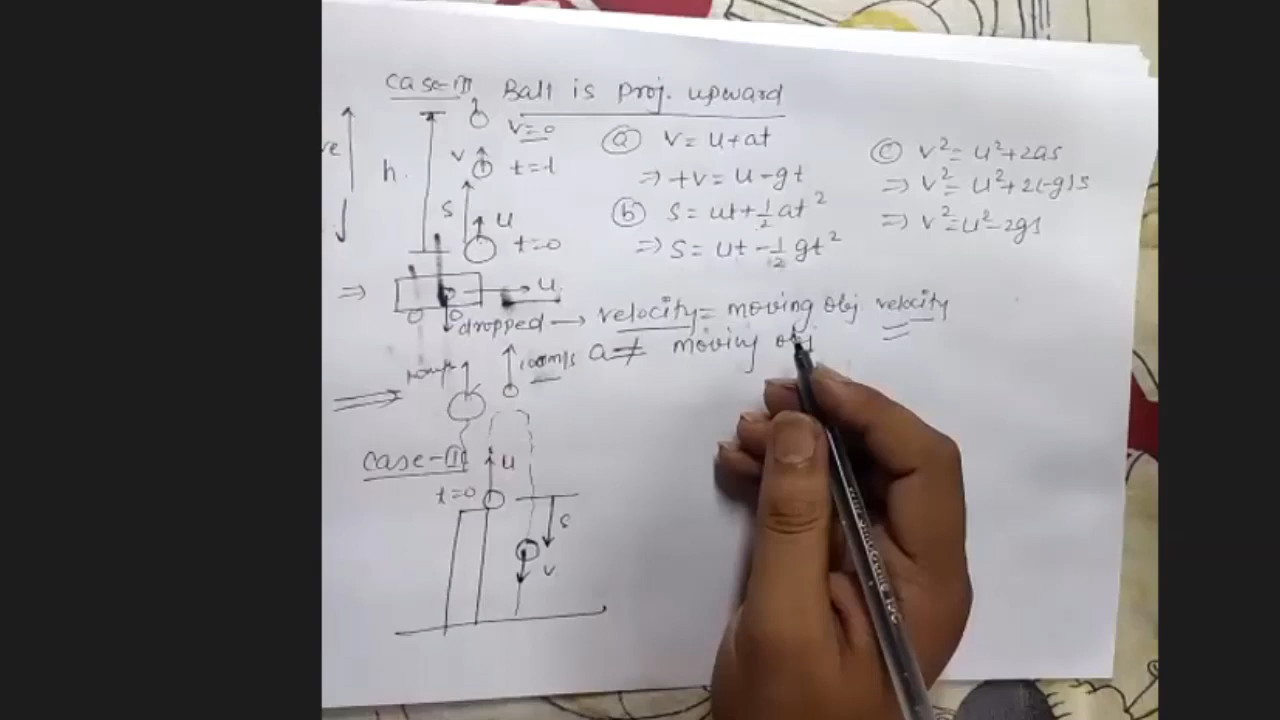 Case-II Ball is proj. upward
ve
h.
v=0
v
t=t
s
u
t=0
(a) v= u+at
=> +v= u-gt
(b) s= ut+1/2at²
=> s= ut-1/2gt²
(c) v²= u²+2as
=> v²= u²+2(-g)s
=> v²=u²-2gs
=> u.
dropped → velocity= moving obj velocity
100m/s a≠ moving obj
Case-III
u
t=0
s
v